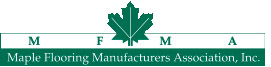 M F M A
Maple Flooring Manufacturers Association, Inc.